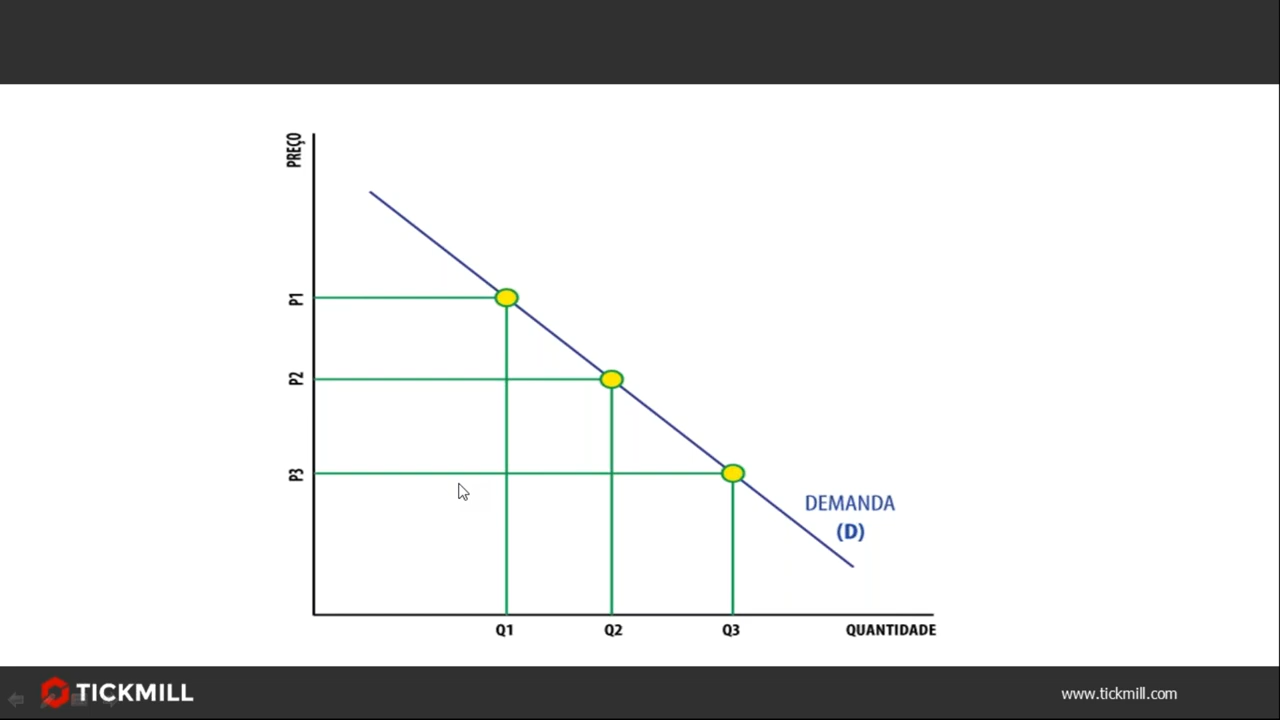 PREÇO
P1
P2
P3
DEMANDA
(D)
Q1 Q2 Q3 QUANTIDADE
TICKMILL
www.tickmill.com